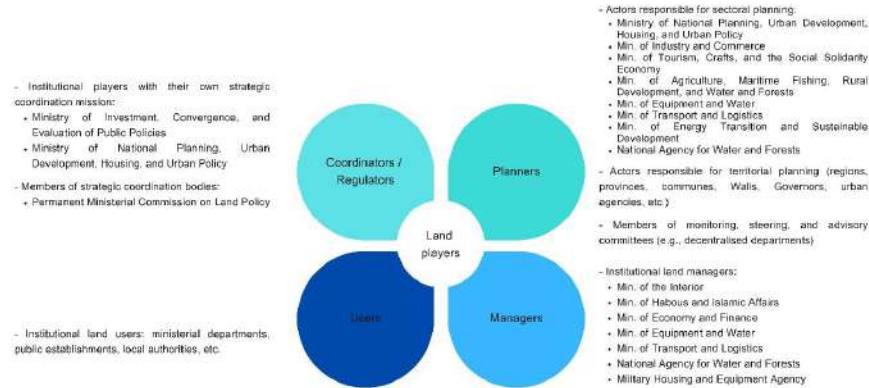 - Institutional players with their own strategic
coordination mission:
• Ministry of Investment, Convergence, and
Evaluation of Public Policies
• Ministry of National Planning, Urban
Development, Housing, and Urban Policy
- Members of strategic coordination bodies:
• Permanent Ministerial Commission on Land Policy
- Institutional land users: ministerial departments,
public establishments, local authorities, etc.
Coordinators /
Regulators
Planners
Land
players
Users
Managers
- Actors responsible for sectoral planning:
• Ministry of National Planning, Urban Development,
Housing, and Urban Policy
• Min. of Industry and Commerce
• Min. of Tourism, Crafts, and the Social Solidarity
Economy
• Min. of Agriculture, Maritime Fishing, Rural
Development, and Water and Forests
• Min. of Equipment and Water
• Min. of Transport and Logistics
• Min. of Energy Transition and Sustainable
Development
• National Agency for Water and Forests
- Actors responsible for territorial planning (regions,
provinces, communes, Walls, Governors, urban
agencies, etc.)
- Members of monitoring, steering, and advisory
committees (e.g., decentralised departments)
- Institutional land managers:
• Min. of the Interior
• Min. of Habous and Islamic Affairs
• Min. of Economy and Finance
• Min. of Equipment and Water
• Min. of Transport and Logistics
• National Agency for Water and Forests
• Military Housing and Equipment Agency